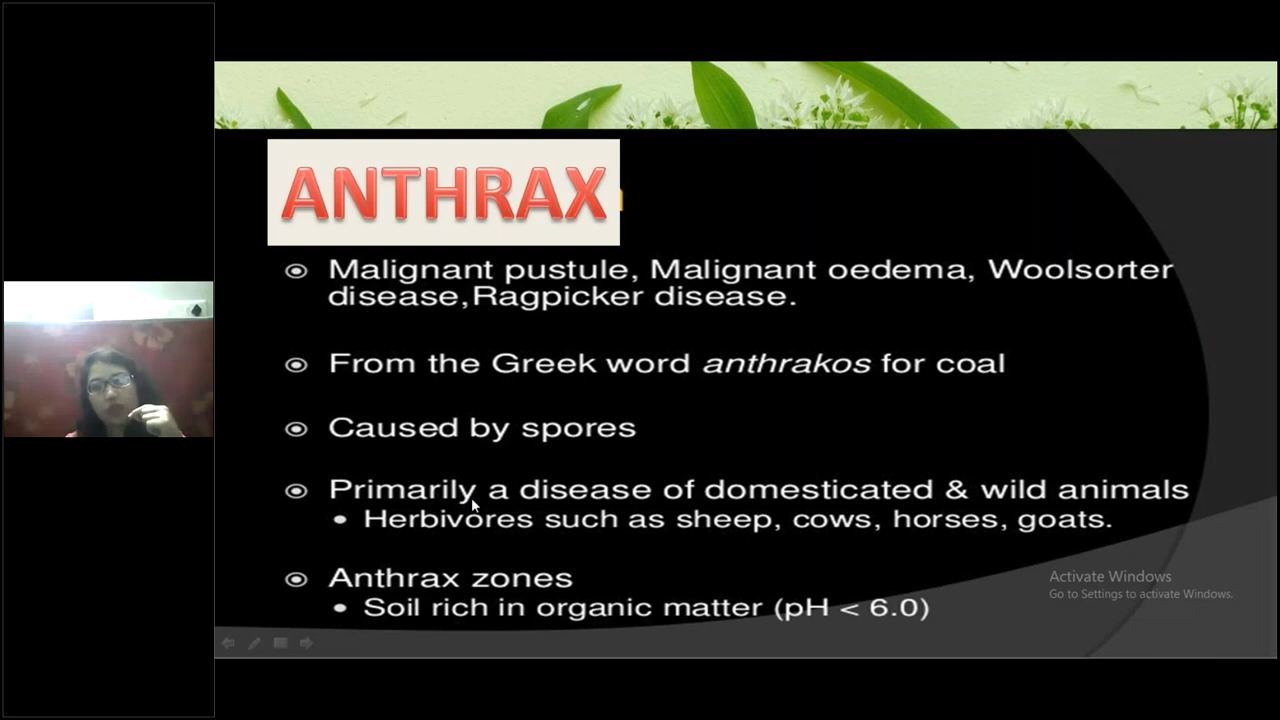 ANTHRAX
Malignant pustule, Malignant oedema, Woolsorter
disease,Ragpicker disease.
From the Greek word anthrakos for coal
Caused by spores
Primarily a disease of domesticated & wild animals
Herbivores such as sheep, cows, horses, goats.
Anthrax zones
Soil rich in organic matter (pH < 6.0)
Activate Windows
Go to Settings to activate Windows.